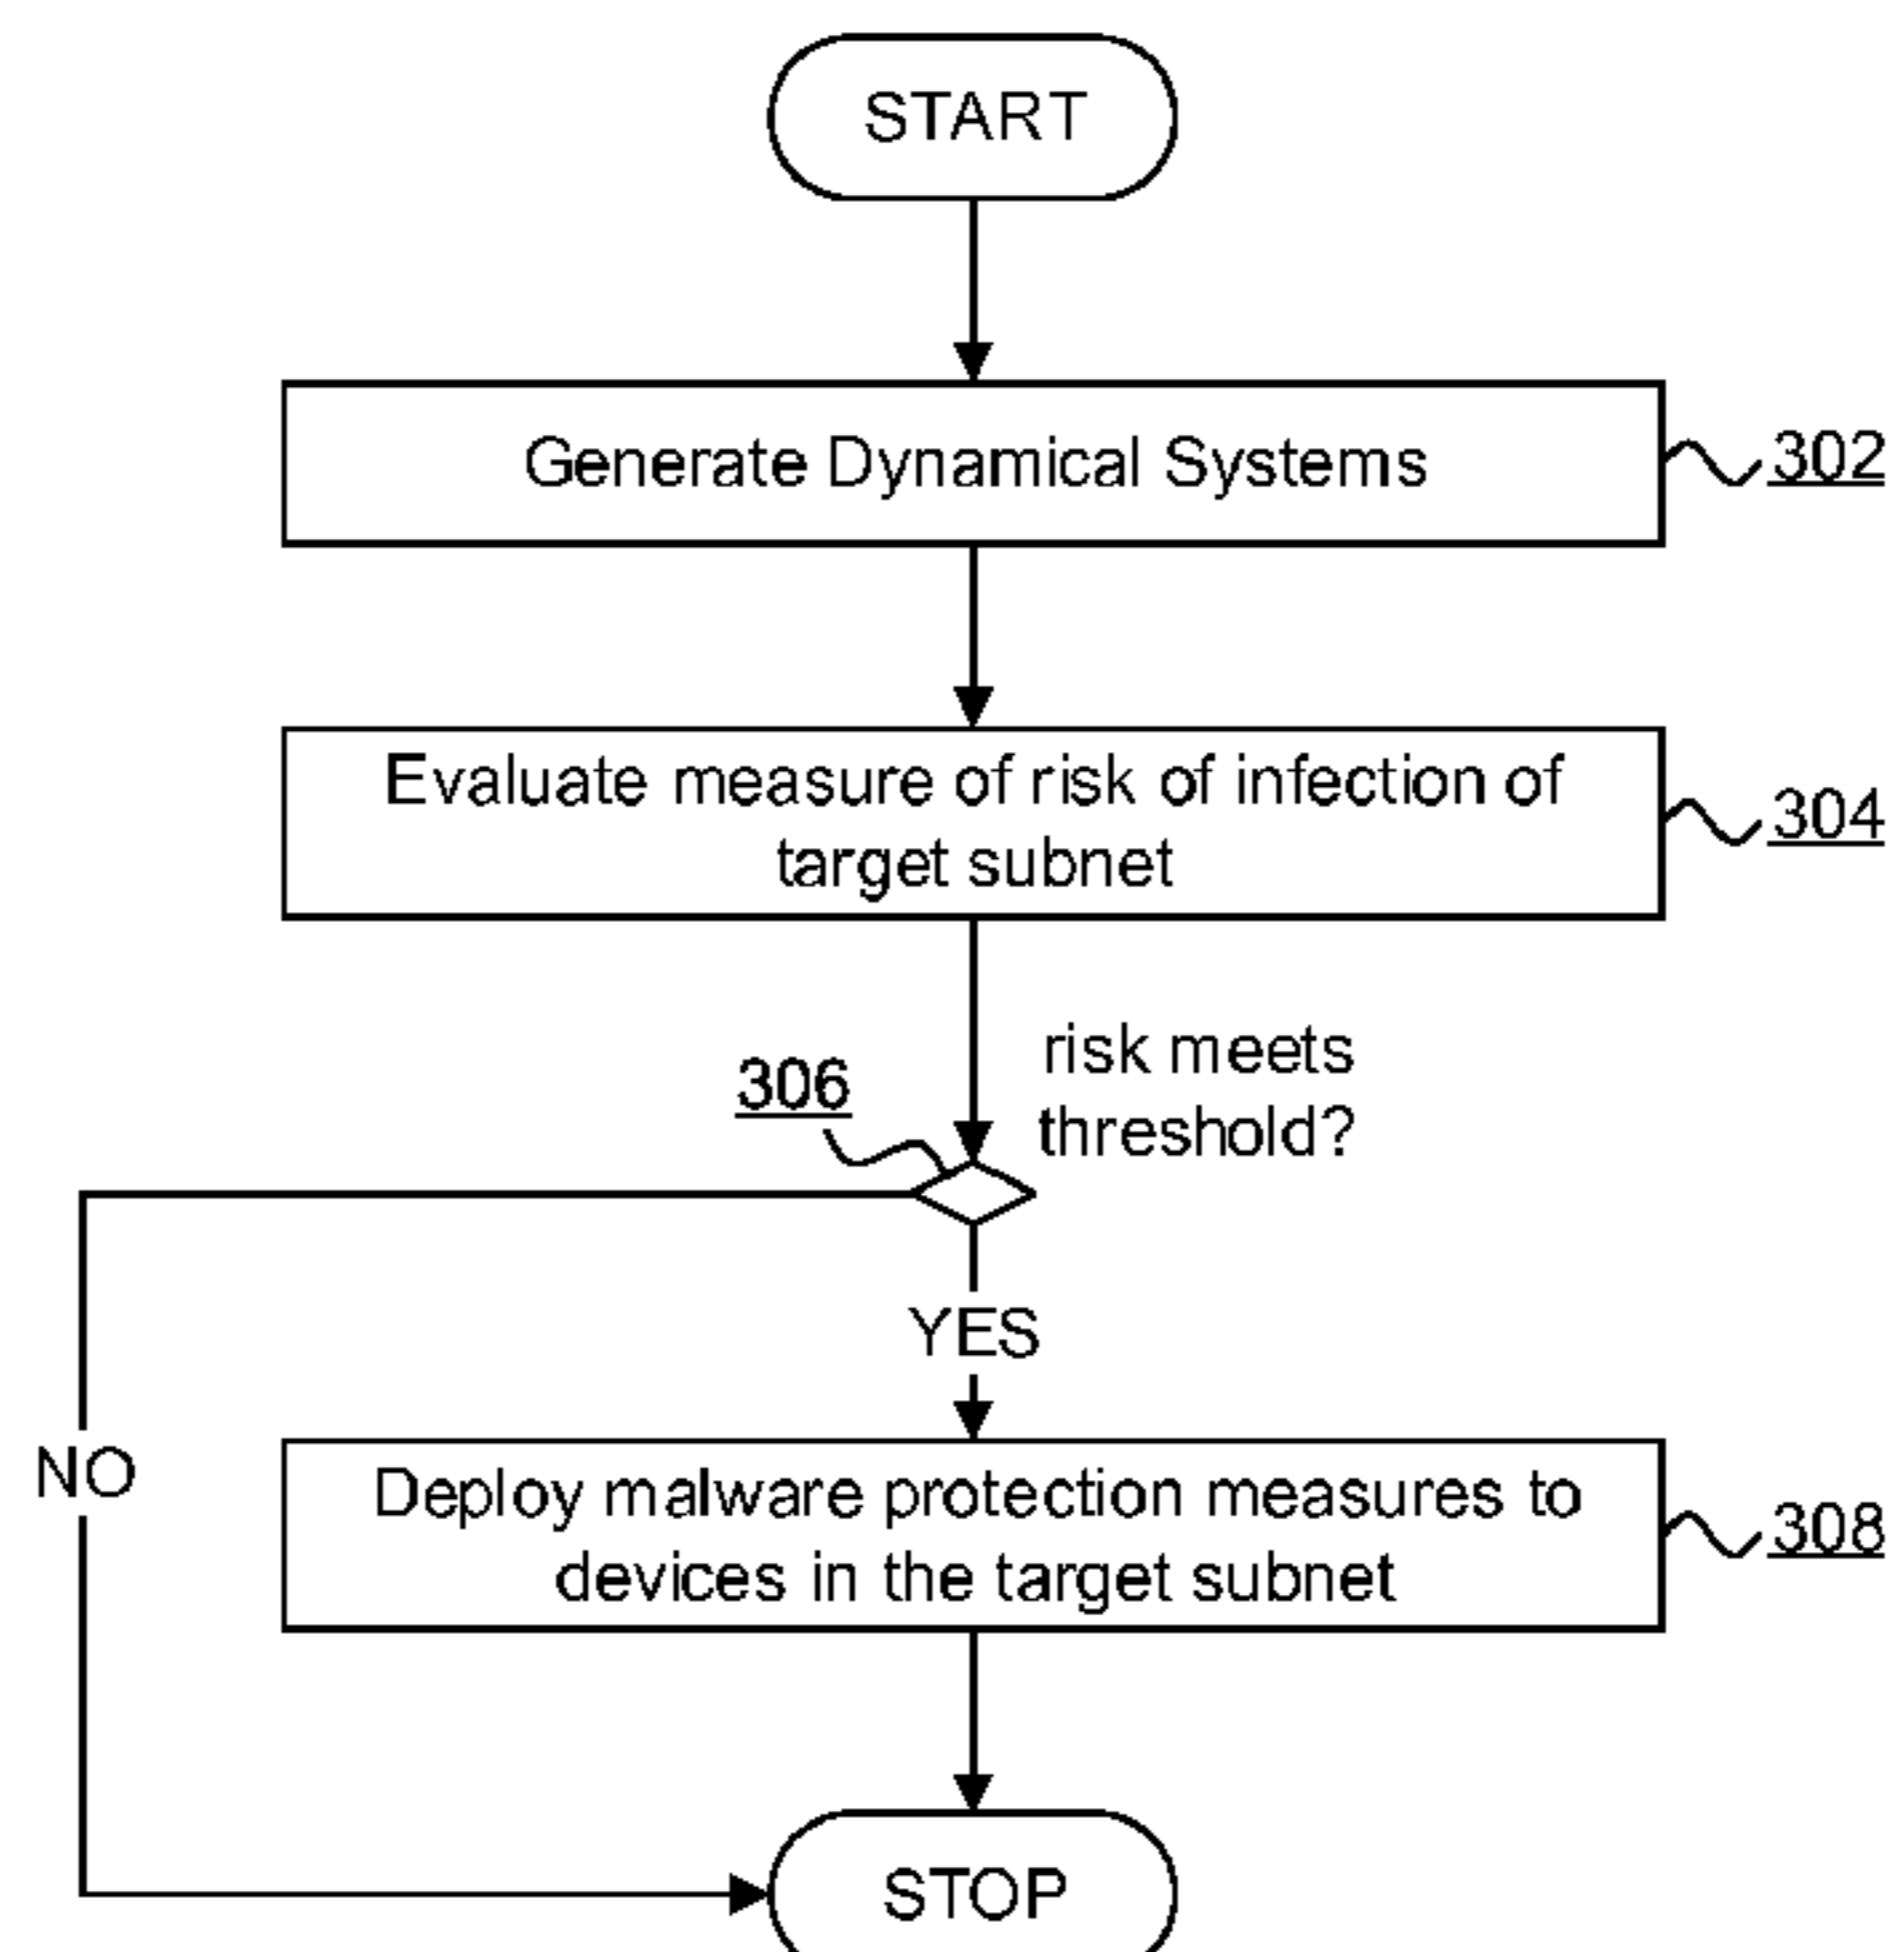 START
Generate Dynamical Systems
302
Evaluate measure of risk of infection of
target subnet
304
risk meets
threshold?
306
YES
NO
Deploy malware protection measures to
devices in the target subnet
308
STOP